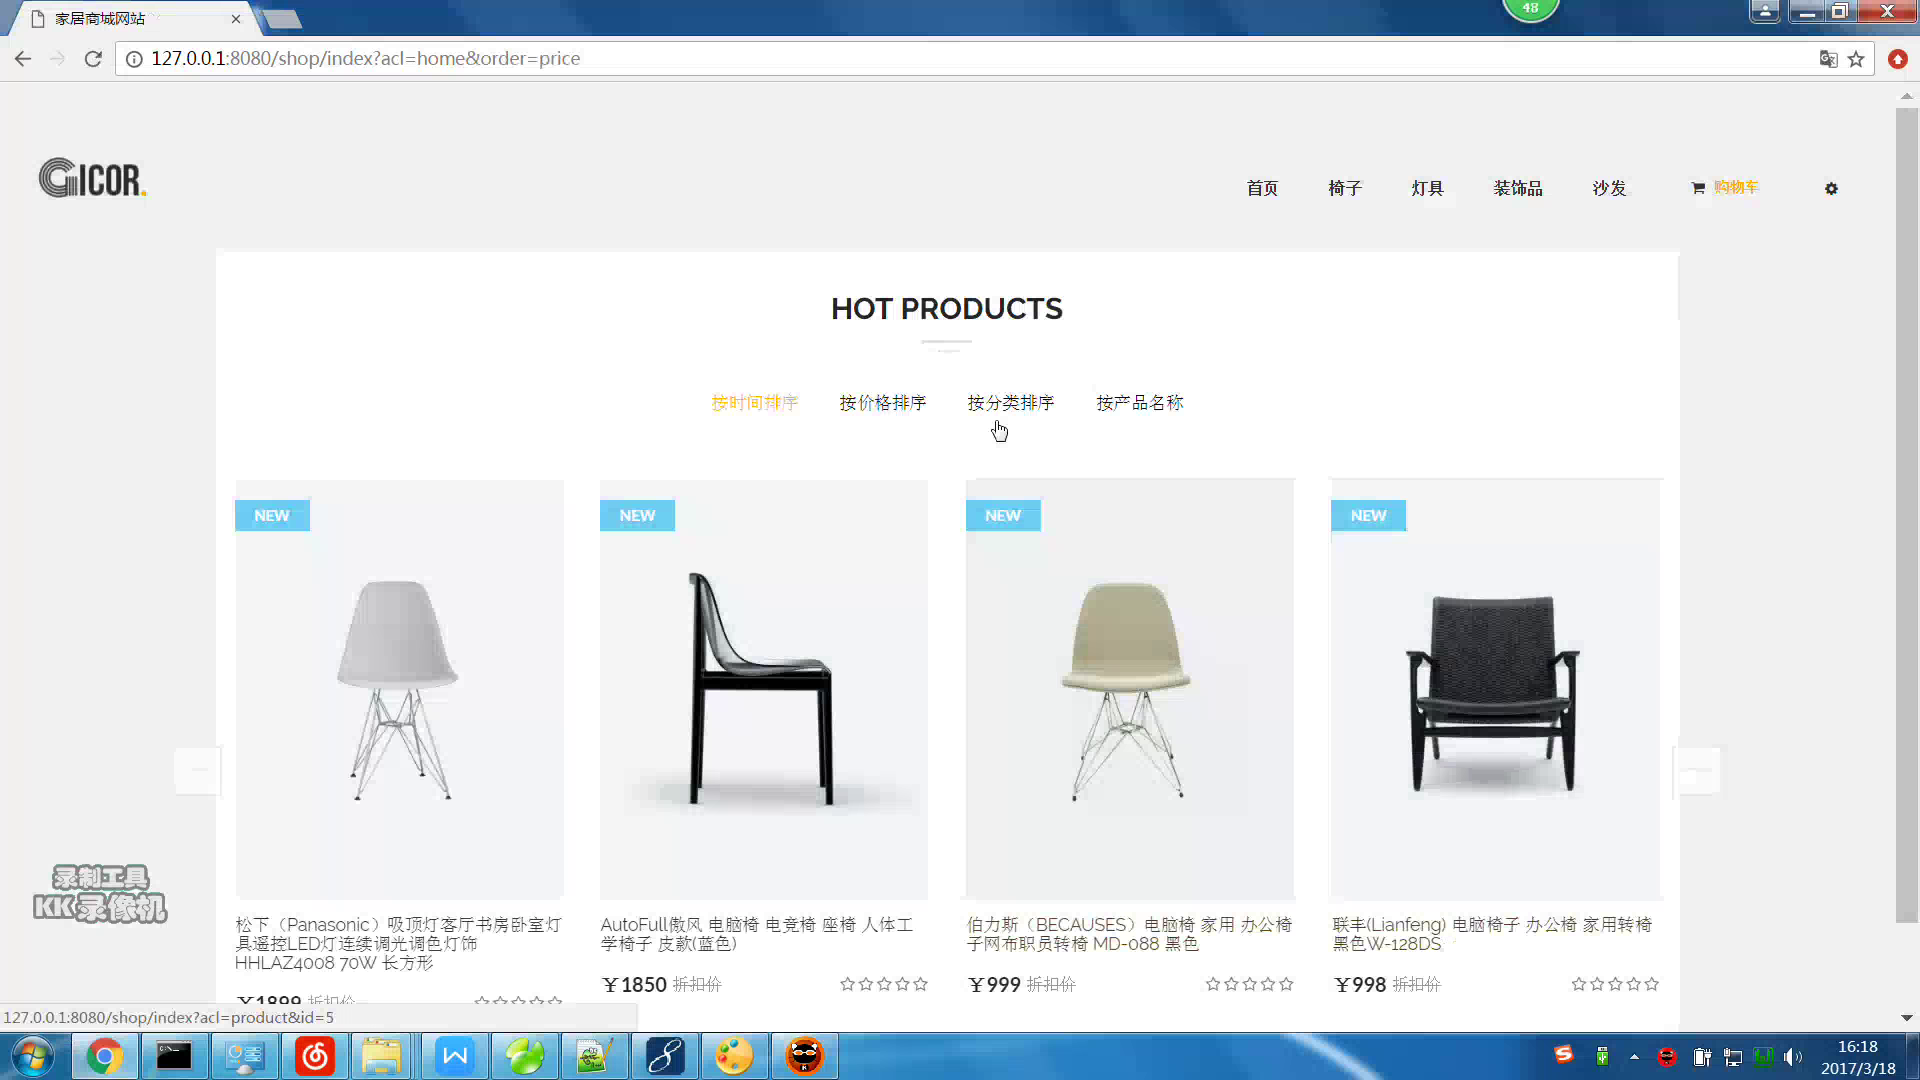 家居商城网站
48
127.0.0.1:8080/shop/index?acl=home&order=price
GICOR.
首页 椅子 灯具 装饰品 沙发 购物车
HOT PRODUCTS
按时间排序 按价格排序 按分类排序 按产品名称
NEW NEW NEW NEW
松下（Panasonic）吸顶灯客厅书房卧室灯
具遥控LED灯连续调光调色灯饰
HHLAZ4008 70W 长方形
¥1899 折扣价
AutoFull傲风 电脑椅 电竞椅 座椅 人体工
学椅子 皮款(蓝色)
¥1850 折扣价
伯力斯（BECAUSES）电脑椅 家用 办公椅
子网布职员转椅 MD-088 黑色
¥999 折扣价
联丰(Lianfeng) 电脑椅子 办公椅 家用转椅
黑色W-128DS
¥998 折扣价
录制工具
KK录像机
127.0.0.1:8080/shop/index?acl=product&id=5
16:18
2017/3/18